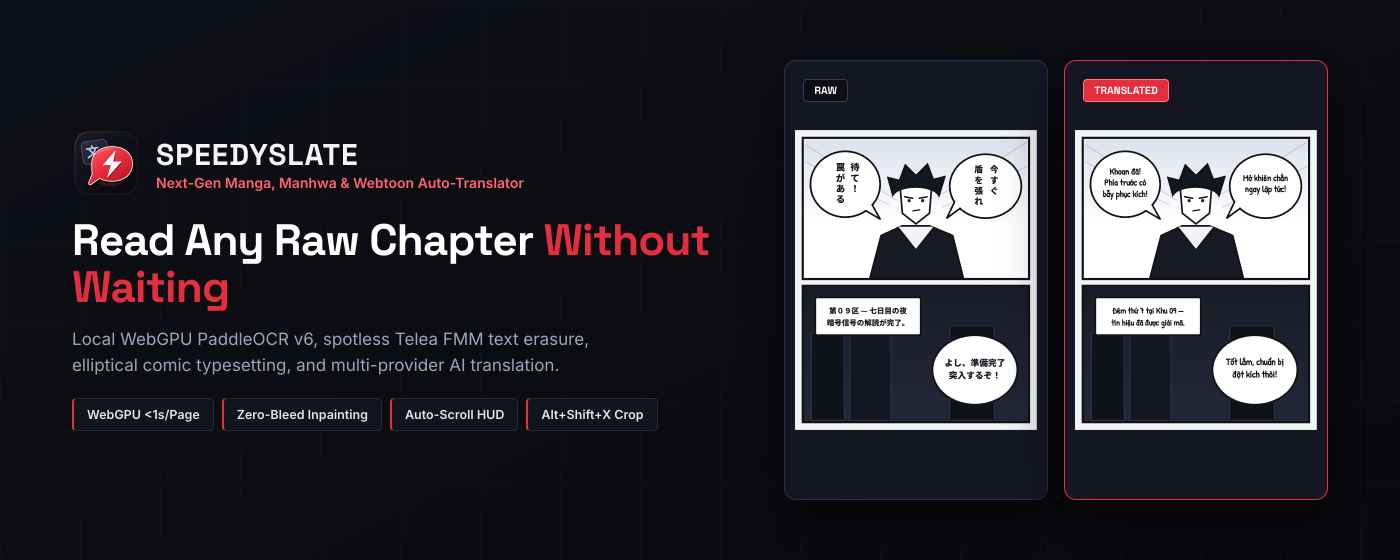 文
SPEEDYSLATE
Next-Gen Manga, Manhwa & Webtoon Auto-Translator
Read Any Raw Chapter Without
Waiting
Local WebGPU PaddleOCR v6, spotless Telea FMM text erasure,
elliptical comic typesetting, and multi-provider AI translation.
WebGPU <1s/Page
Zero-Bleed Inpainting
Auto-Scroll HUD
Alt+Shift+X Crop
RAW
今すぐ
盾を張れ
待て！
罠がある
第０９区 — 七日目の夜
暗号信号の解読が完了。
よし、準備完了
突入するぞ！
TRANSLATED
Khoan đã!
Phía trước có
bẫy phục kích!
Mở khiên chắn
ngay lập tức!
Đêm thứ 7 tại Khu 09 —
tín hiệu đã được giải mã.
Tốt lắm, chuẩn bị
đột kích thôi!